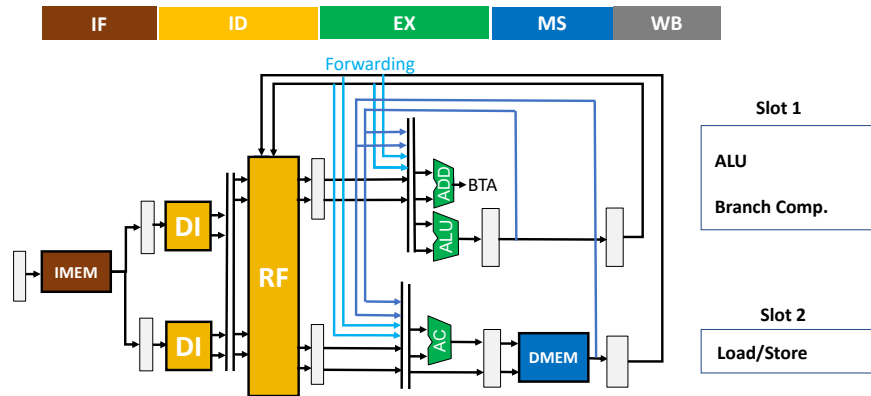 IF ID EX MS WB
Forwarding
Slot 1
ALU
Branch Comp.
ADD
BTA
ALU
DI
IMEM
RF
DI
AC
DMEM
Slot 2
Load/Store